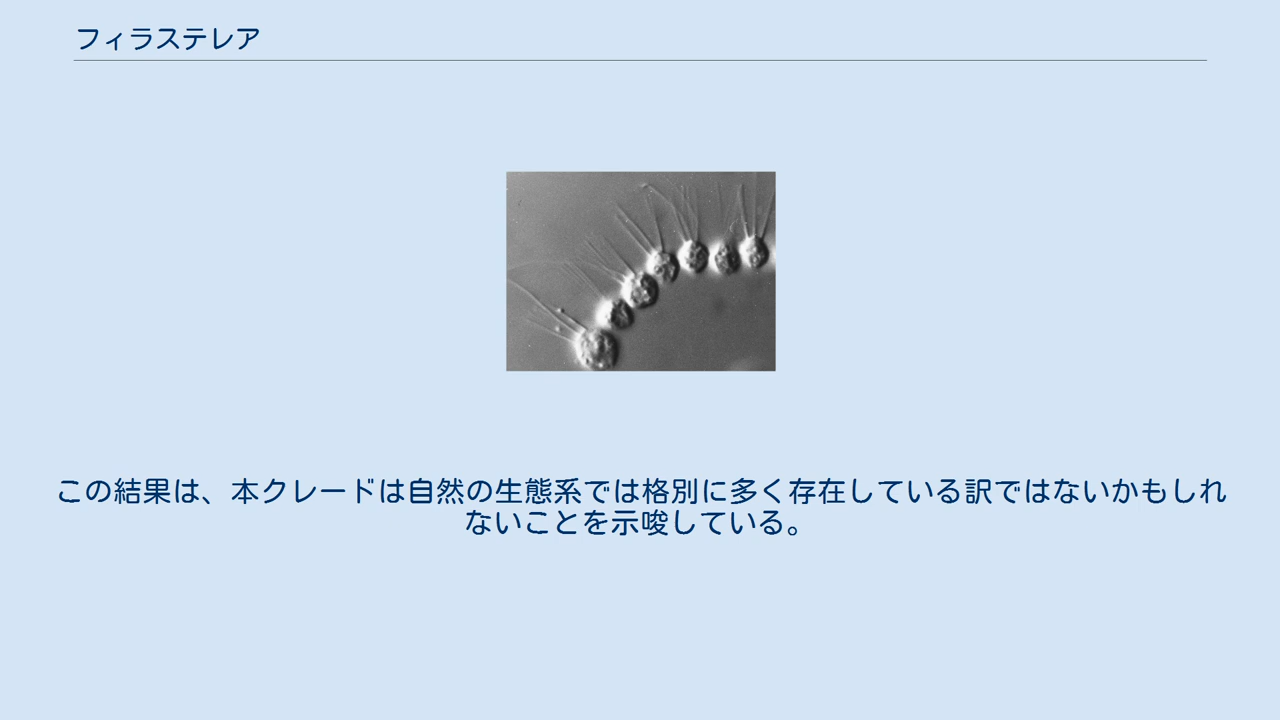 フィラステレア
この結果は、本クレードは自然の生態系では格別に多く存在している訳ではないかもしれ
ないことを示唆している。